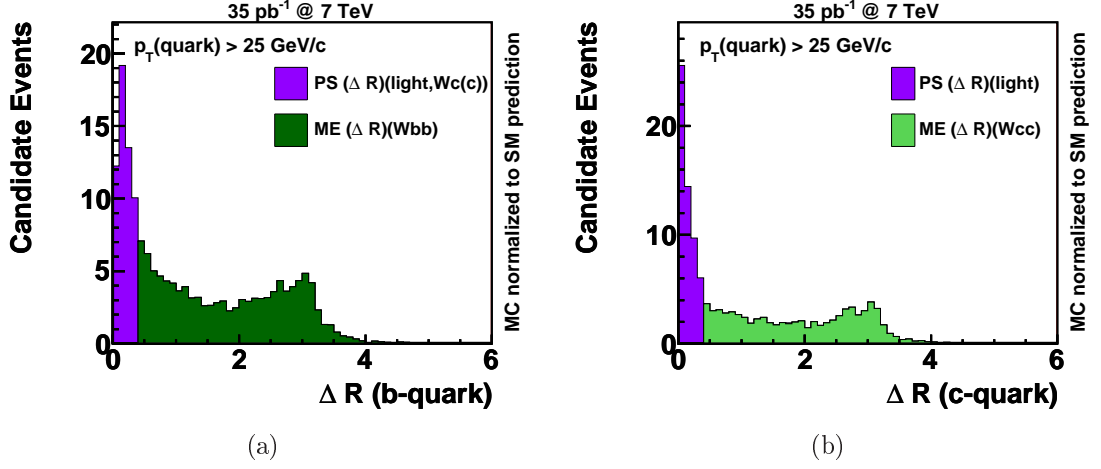 35 pb⁻¹ @ 7 TeV
p_T(quark) > 25 GeV/c
PS (Δ R)(light,Wc(c))
ME (Δ R)(Wbb)
Candidate Events
MC normalized to SM prediction
20
15
10
5
0
0 2 4 6
Δ R (b-quark)
(a)
35 pb⁻¹ @ 7 TeV
p_T(quark) > 25 GeV/c
PS (Δ R)(light)
ME (Δ R)(Wcc)
Candidate Events
MC normalized to SM prediction
20
10
0
0 2 4 6
Δ R (c-quark)
(b)